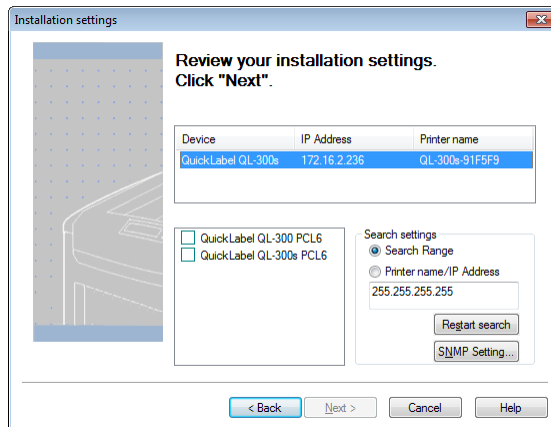 Installation settings
Review your installation settings.
Click "Next".
Device IP Address Printer name
QuickLabel QL-300s 172.16.2.236 QL-300s-91F5F9
QuickLabel QL-300 PCL6
QuickLabel QL-300s PCL6
Search settings
Search Range
Printer name/IP Address
255.255.255.255
Restart search
SNMP Setting...
< Back Next > Cancel Help